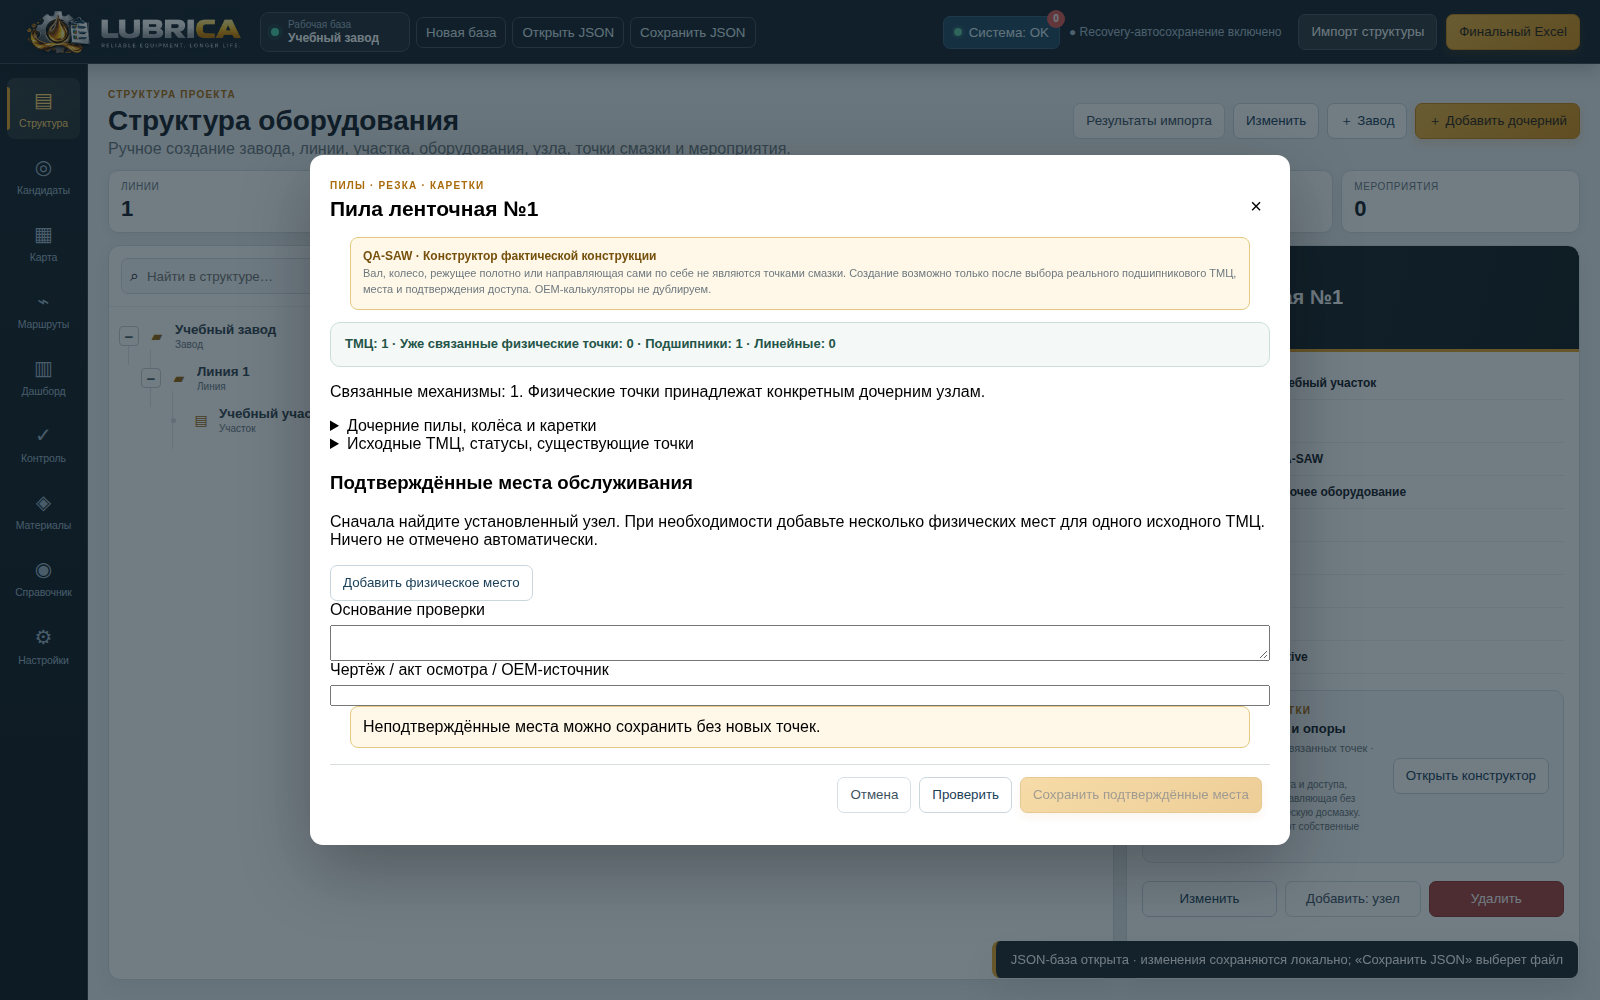 LUBRICA
RELIABLE EQUIPMENT. LONGER LIFE.
Рабочая база
Учебный завод
Новая база
Открыть JSON
Сохранить JSON
Система: OK
0
Recovery-автосохранение включено
Импорт структуры
Финальный Excel
Структура
Кандидаты
Карта
Маршруты
Дашборд
Контроль
Материалы
Справочник
Настройки
СТРУКТУРА ПРОЕКТА
Структура оборудования
Ручное создание завода, линии, участка, оборудования, узла, точки смазки и мероприятия.
Результаты импорта
Изменить
+ Завод
+ Добавить дочерний
ЛИНИИ
1
МЕРОПРИЯТИЯ
0
Найти в структуре…
Учебный завод
Завод
Линия 1
Линия
Учебный учас
Участок
ПИЛЫ · РЕЗКА · КАРЕТКИ
Пила ленточная №1
×
QA-SAW · Конструктор фактической конструкции
Вал, колесо, режущее полотно или направляющая сами по себе не являются точками смазки. Создание возможно только после выбора реального подшипникового ТМЦ,
места и подтверждения доступа. OEM-калькуляторы не дублируем.
ТМЦ: 1 · Уже связанные физические точки: 0 · Подшипники: 1 · Линейные: 0
Связанные механизмы: 1. Физические точки принадлежат конкретным дочерним узлам.
Дочерние пилы, колёса и каретки
Исходные ТМЦ, статусы, существующие точки
Подтверждённые места обслуживания
Сначала найдите установленный узел. При необходимости добавьте несколько физических мест для одного исходного ТМЦ.
Ничего не отмечено автоматически.
Добавить физическое место
Основание проверки
Чертёж / акт осмотра / OEM-источник
Неподтверждённые места можно сохранить без новых точек.
Отмена
Проверить
Сохранить подтверждённые места
ая №1
ебный участок
-SAW
очее оборудование
ive
ТКИ
и опоры
вязанных точек ·
а и доступа,
авляющая без
скую досмазку.
т собственные
Открыть конструктор
Изменить
Добавить: узел
Удалить
JSON-база открыта · изменения сохраняются локально; «Сохранить JSON» выберет файл